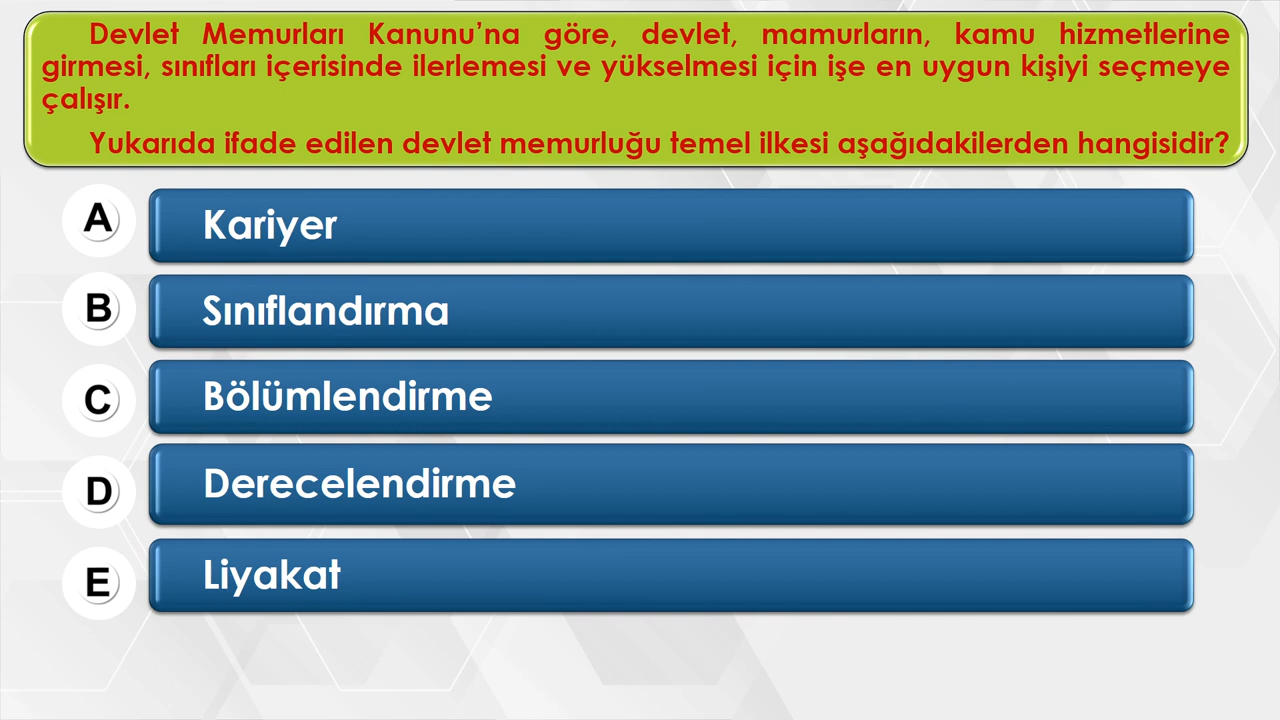 Devlet Memurları Kanunu’na göre, devlet, mamurların, kamu hizmetlerine
girmesi, sınıfları içerisinde ilerlemesi ve yükselmesi için işe en uygun kişiyi seçmeye
çalışır.
Yukarıda ifade edilen devlet memurluğu temel ilkesi aşağıdakilerden hangisidir?
A Kariyer
B Sınıflandırma
C Bölümlendirme
D Derecelendirme
E Liyakat